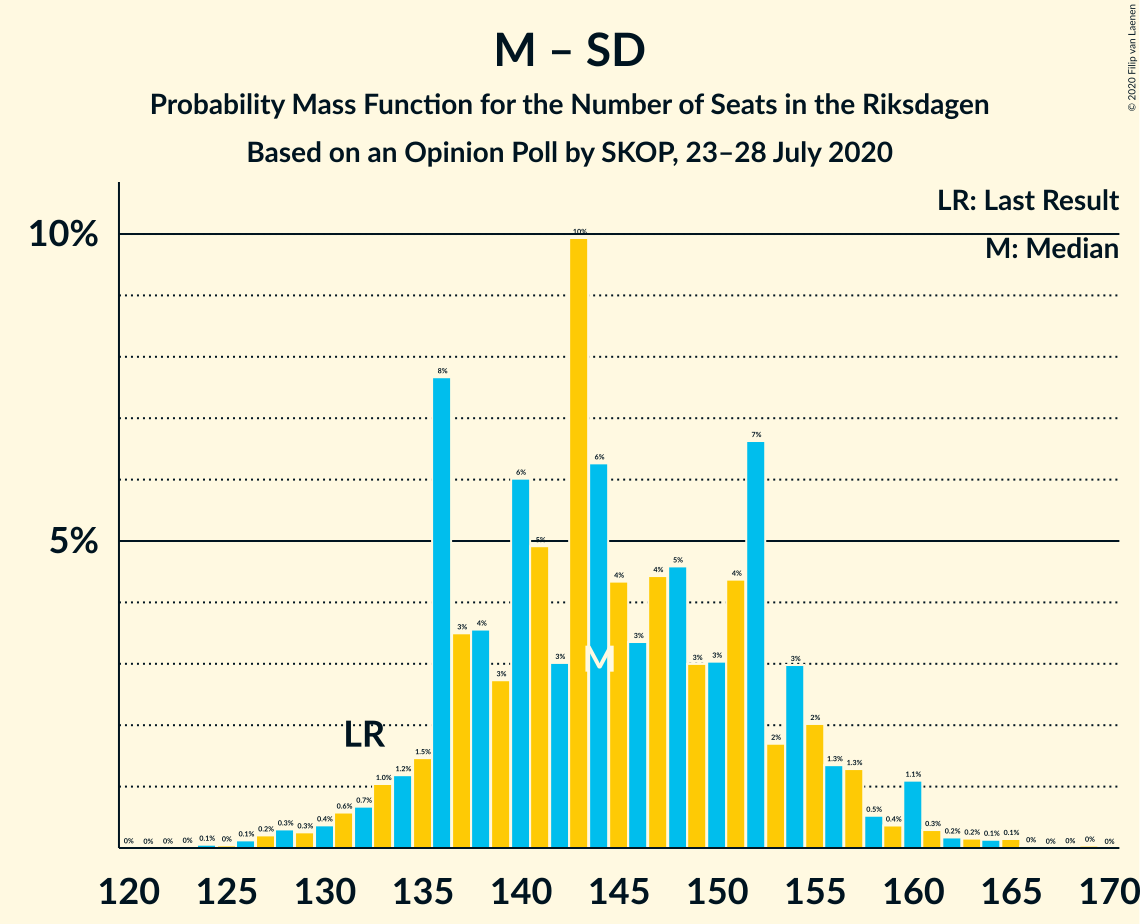 M – SD
Probability Mass Function for the Number of Seats in the Riksdagen
Based on an Opinion Poll by SKOP, 23–28 July 2020
© 2020 Filip van Laenen
LR: Last Result
M: Median
10%
5%
LR
M
0% 0% 0% 0% 0.1% 0% 0.1% 0.2% 0.3% 0.3% 0.4% 0.6% 0.7% 1.0% 1.2% 1.5% 8% 3% 4% 3% 6% 5% 3% 10% 6% 4% 3% 4% 5% 3% 3% 4% 7% 2% 3% 2% 1.3% 1.3% 0.5% 0.4% 1.1% 0.3% 0.2% 0.2% 0.1% 0.1% 0% 0% 0% 0% 0%
120 125 130 135 140 145 150 155 160 165 170